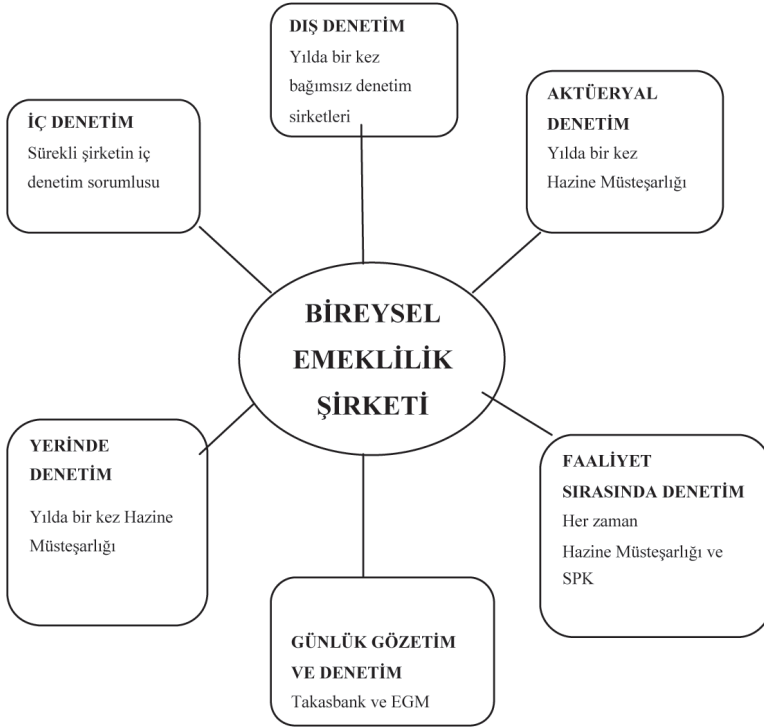 DIŞ DENETİM
Yılda bir kez
bağımsız denetim
sirketleri
İÇ DENETİM
Sürekli şirketin iç
denetim sorumlusu
AKTÜERYAL
DENETİM
Yılda bir kez
Hazine Müsteşarlığı
BİREYSEL
EMEKLİLİK
ŞİRKETİ
YERİNDE
DENETİM
Yılda bir kez Hazine
Müsteşarlığı
FAALİYET
SIRASINDA DENETİM
Her zaman
Hazine Müsteşarlığı ve
SPK
GÜNLÜK GÖZETİM
VE DENETİM
Takasbank ve EGM